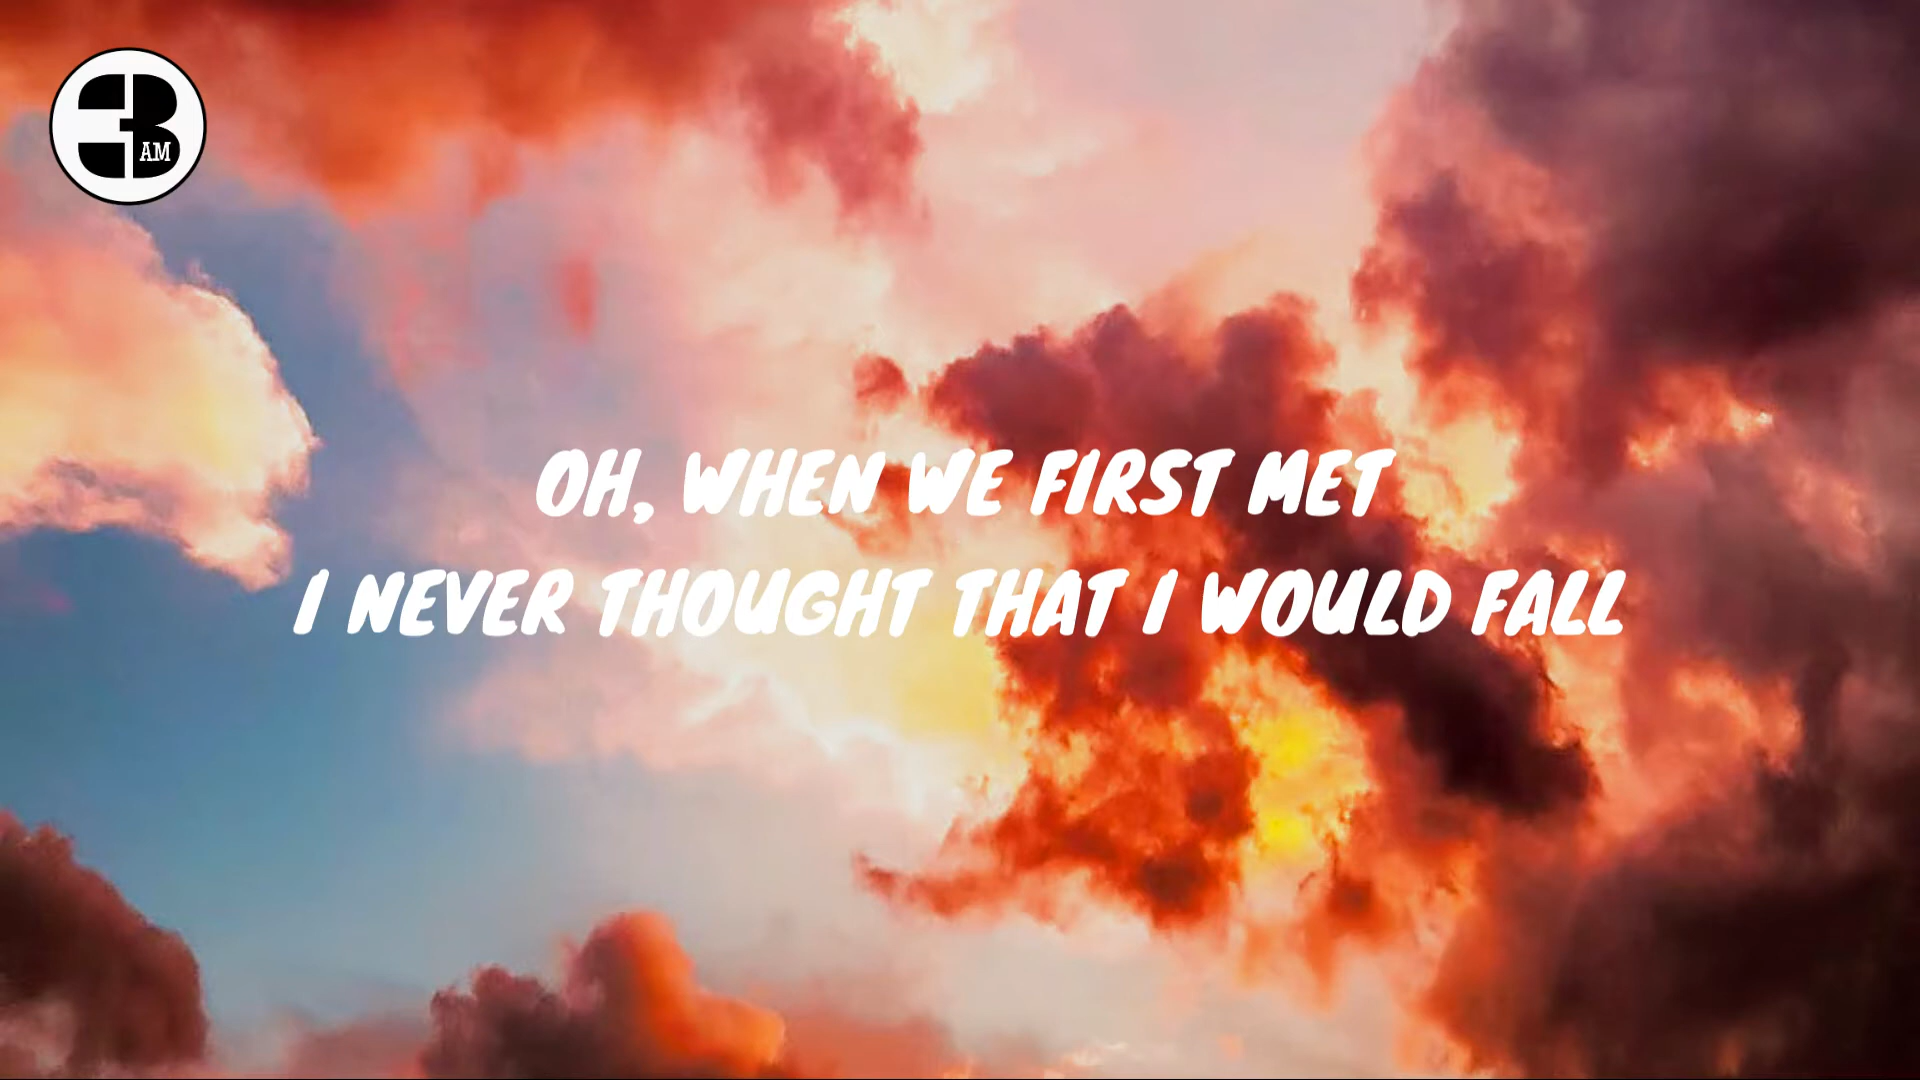 3
AM
OH, WHEN WE FIRST MET
I NEVER THOUGHT THAT I WOULD FALL